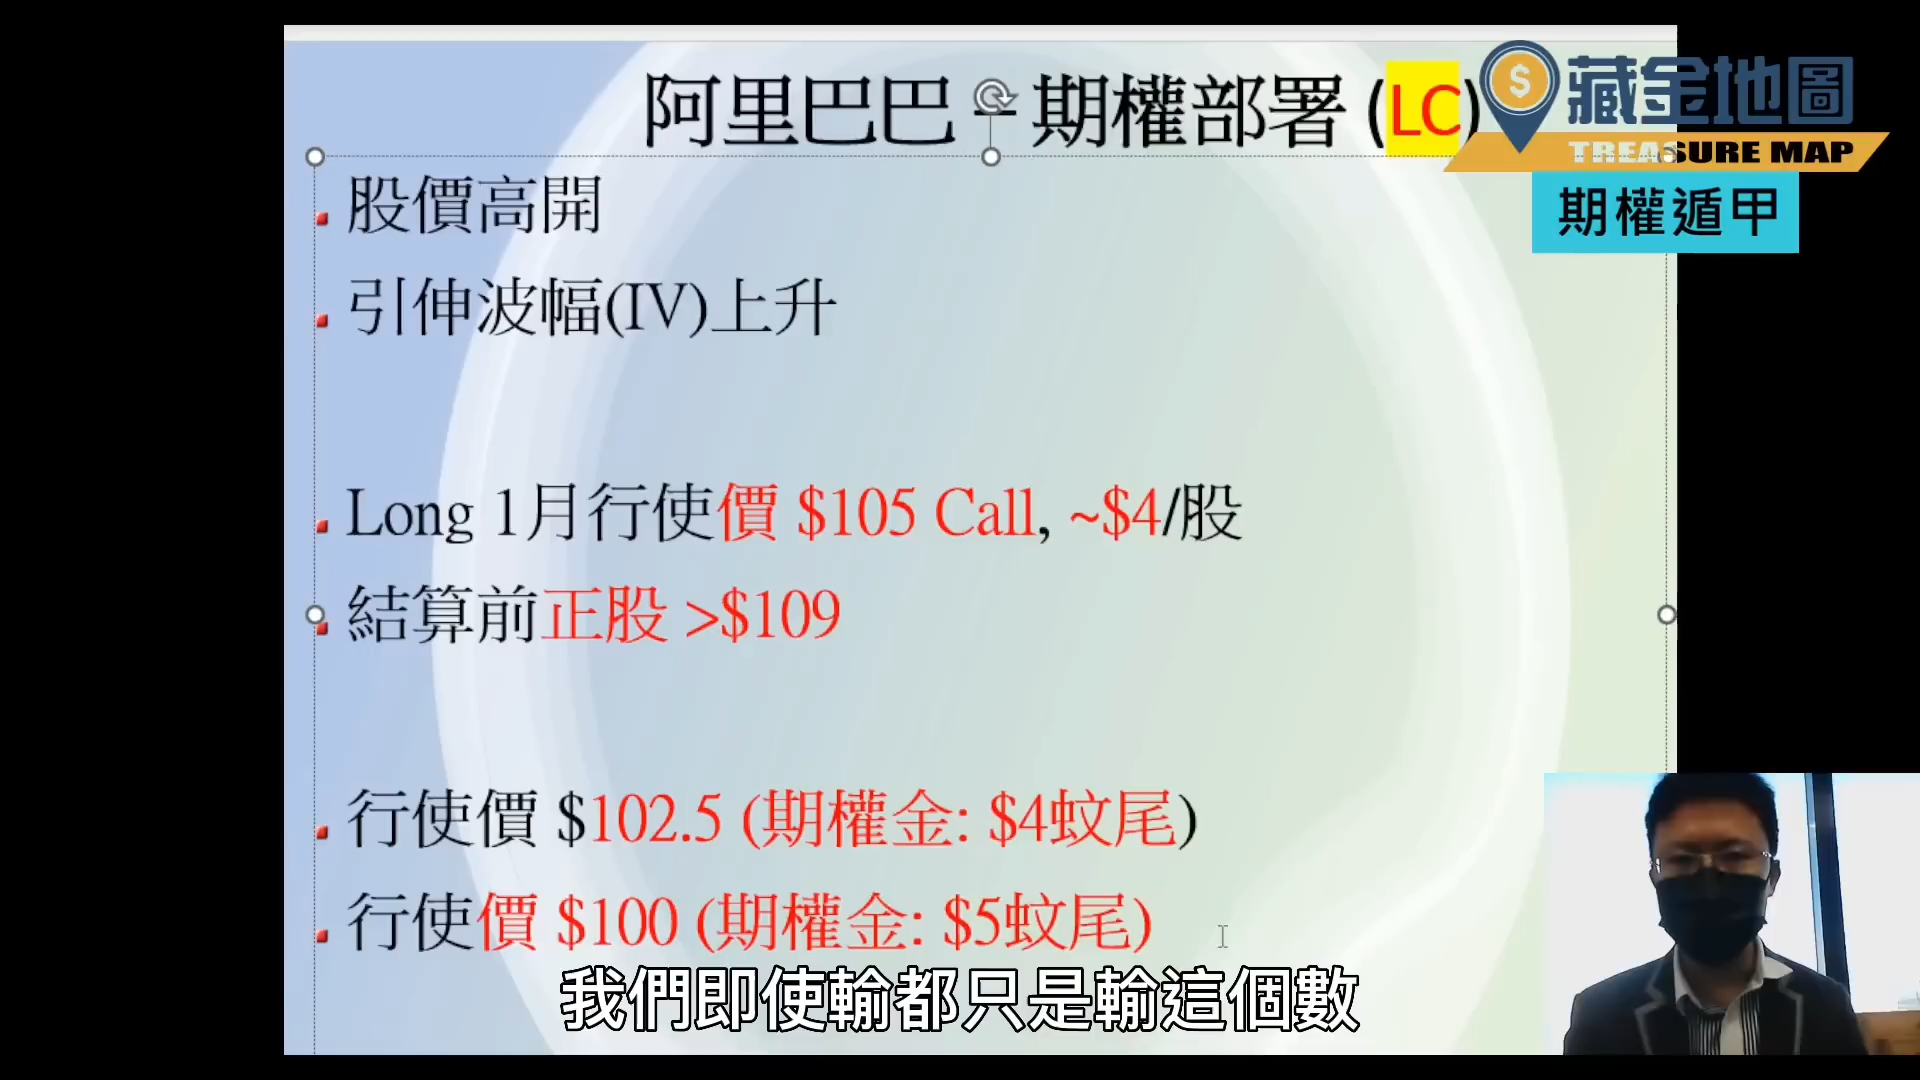 阿里巴巴 - 期權部署 (LC)
藏金地圖
TREASURE MAP
期權遁甲
股價高開
引伸波幅(IV)上升
Long 1月行使價 $105 Call, ~$4/股
結算前正股 >$109
行使價 $102.5 (期權金: $4蚊尾)
行使價 $100 (期權金: $5蚊尾)
我們即使輸都只是輸這個數